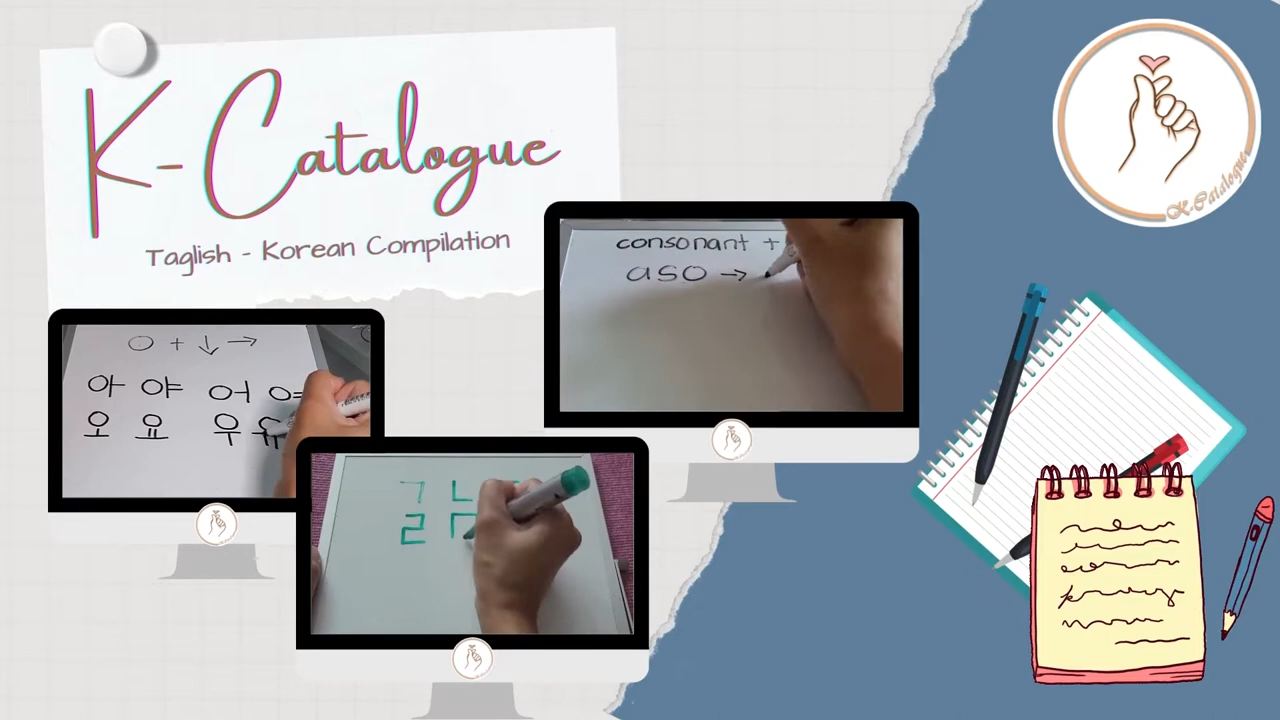 K-Catalogue
Taglish - Korean Compilation
K-Catalogue
consonant +
aso →
○ + ↓ →
아 야 어
오 요 우
ㄱ ㄴ
ㄹ